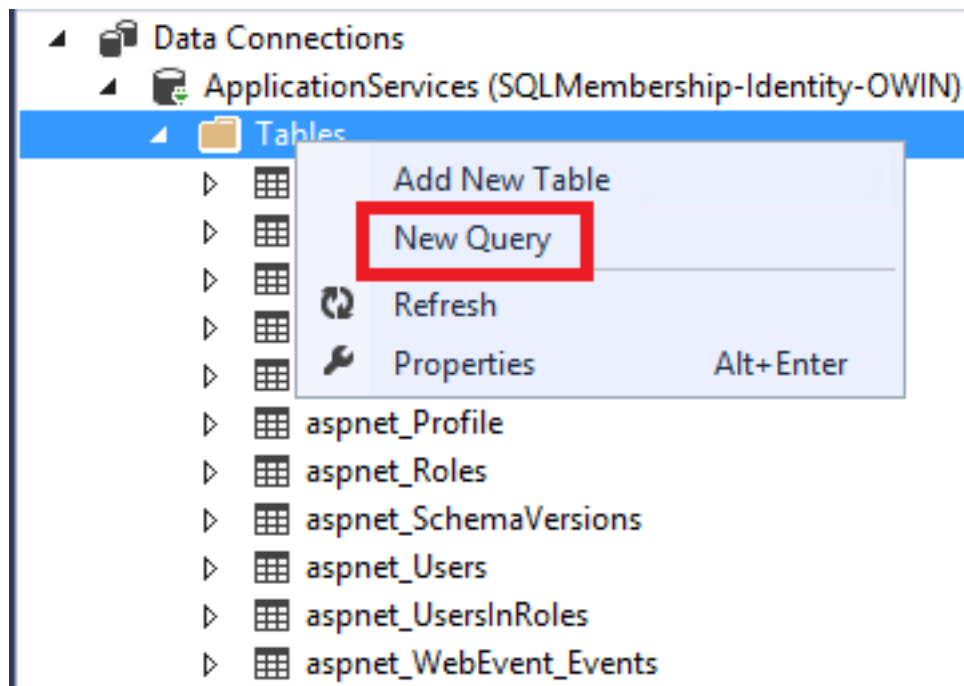 Data Connections
ApplicationServices (SQLMembership-Identity-OWIN)
Tables
Add New Table
New Query
Refresh
Properties Alt+Enter
aspnet_Profile
aspnet_Roles
aspnet_SchemaVersions
aspnet_Users
aspnet_UsersInRoles
aspnet_WebEvent_Events